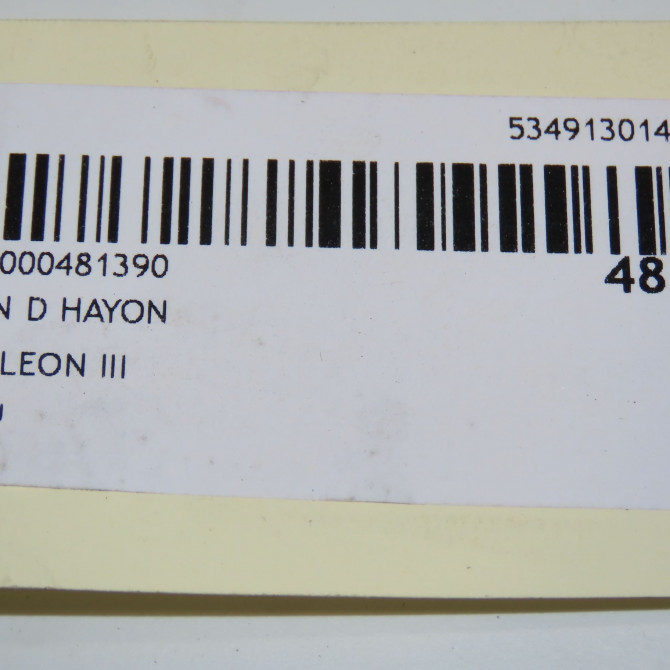 534913014
000481390
48
N D HAYON
LEON III
U